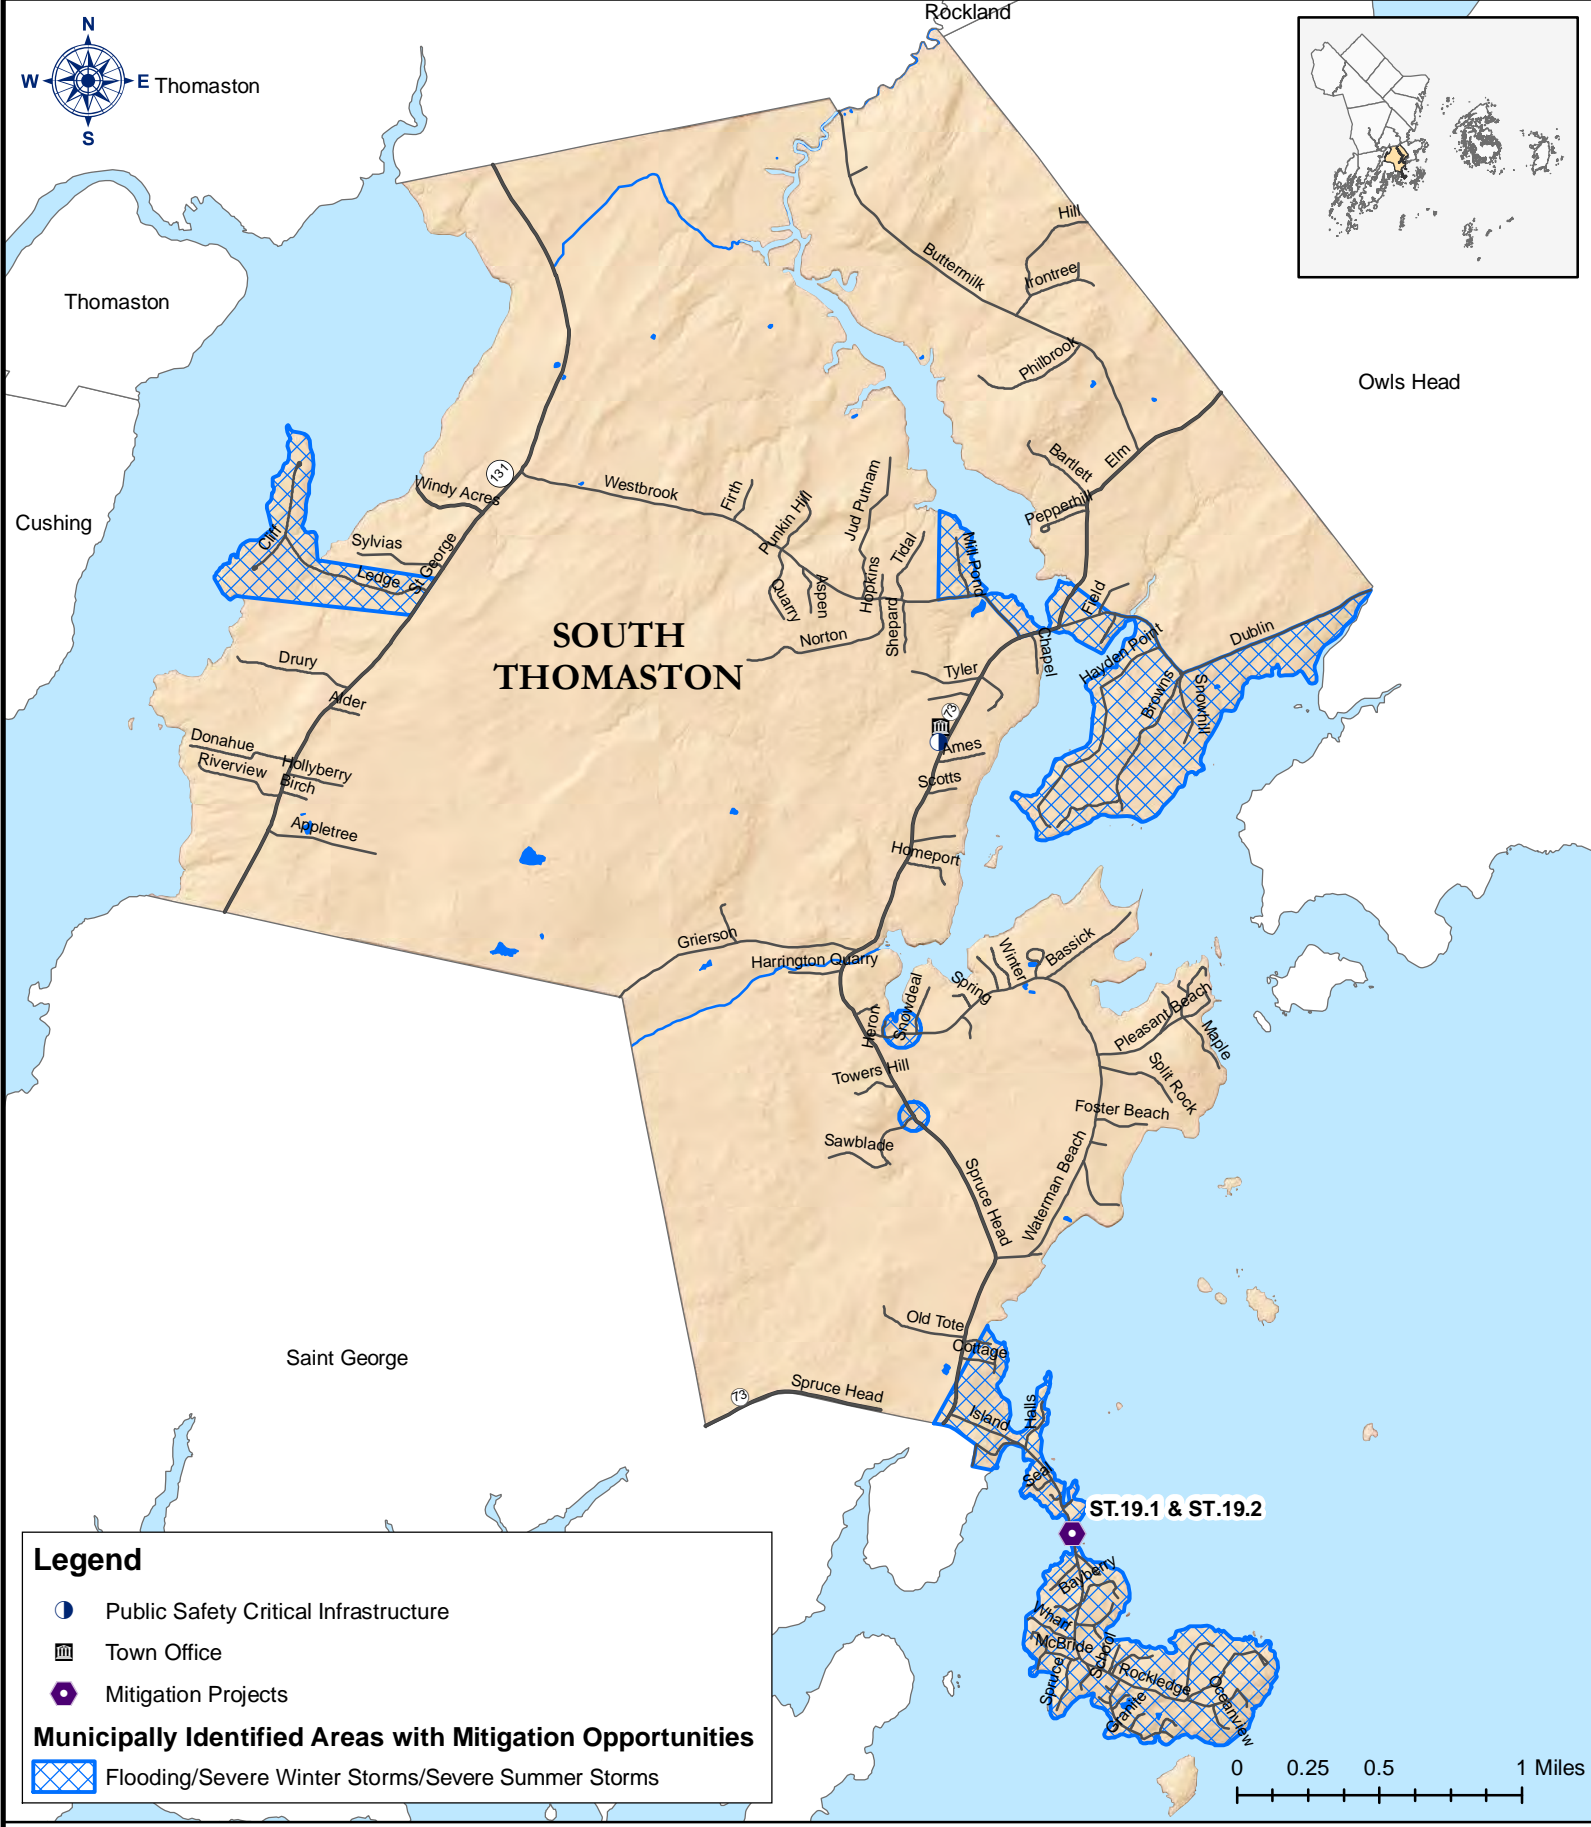 Rockland
N
W
E
S
Thomaston
Thomaston
Cushing
Owls Head
Saint George
SOUTH
THOMASTON
Hill
Buttermilk
Irontree
Philbrook
Bartlett
Elm
Pepperhill
131
Windy Acres
Westbrook
Firth
Punkin Hill
Jud Putnam
Tidal
Mill Pond
Cliff
Sylvias
Ledge
St George
Quarry
Aspen
Hopkins
Shepard
Norton
Field
Chapel
Hayden Point
Dublin
Browns
Snowhill
Drury
Alder
Tyler
73
Ames
Scotts
Donahue
Riverview
Hollyberry
Birch
Appletree
Homeport
Grierson
Harrington Quarry
Winter
Bassick
Spring
Snowdeal
Heron
Pleasant Beach
Maple
Towers Hill
Split Rock
Foster Beach
Sawblade
Spruce Head
Waterman Beach
Old Tote
Cottage
73
Spruce Head
Island
Halls
Seal
ST.19.1 & ST.19.2
Bayberry
Wharf
McBride
School
Spruce
Rockledge
Granite
Oceanview
Legend
Public Safety Critical Infrastructure
Town Office
Mitigation Projects
Municipally Identified Areas with Mitigation Opportunities
Flooding/Severe Winter Storms/Severe Summer Storms
0 0.25 0.5 1 Miles